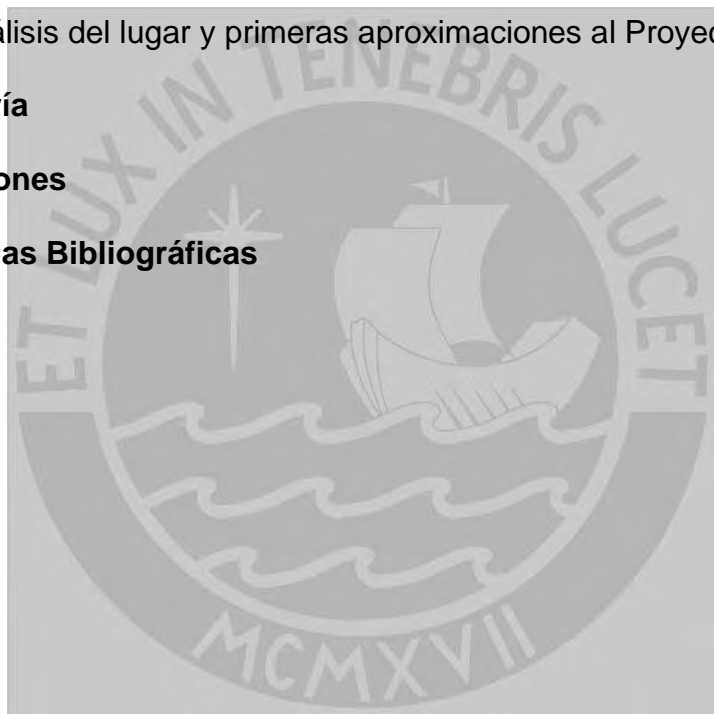 álisis del lugar y primeras aproximaciones al Proyec
ía
ones
as Bibliográficas
ET LUX IN TENEBRIS LUCET
MCMXVII